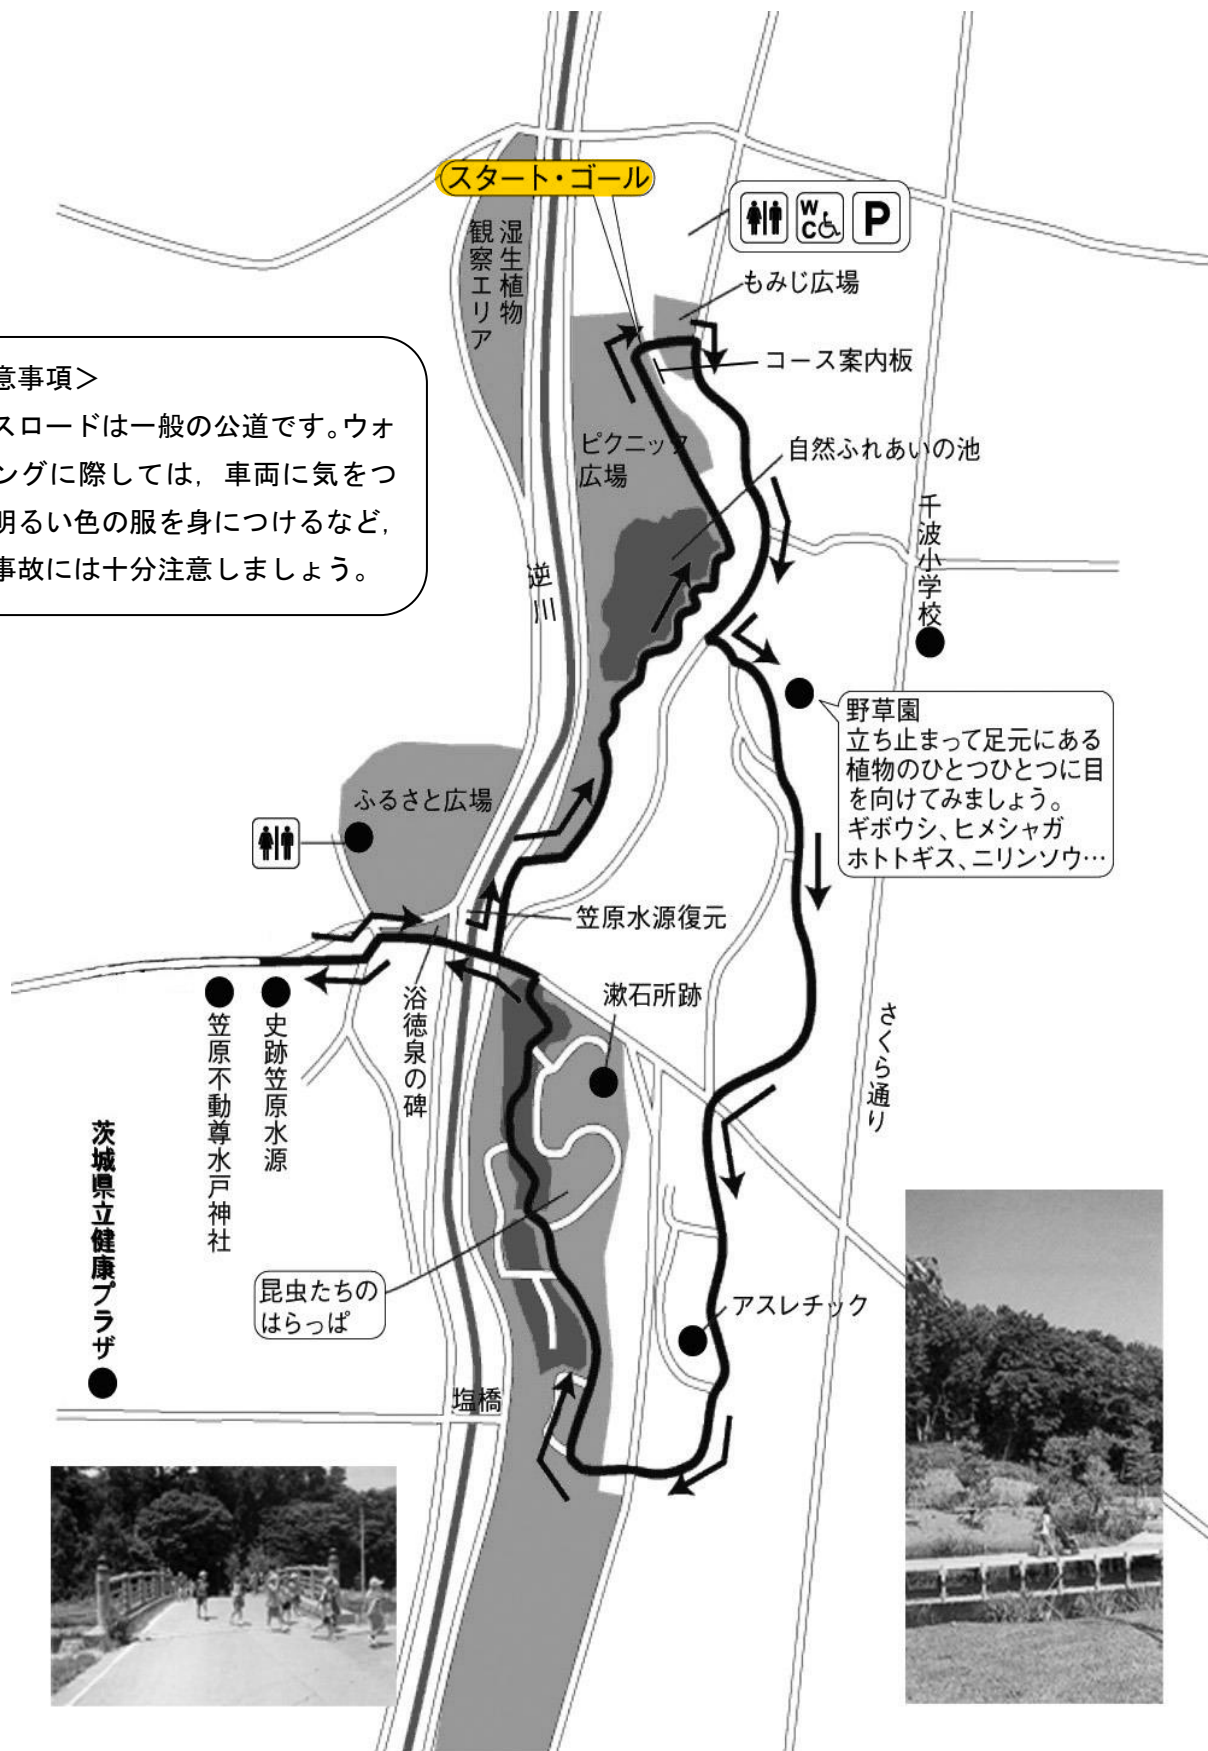 スタート・ゴール
WC
P
湿生植物
観察エリア
もみじ広場
コース案内板
意事項＞
スロードは一般の公道です。ウォ
ングに際しては，車両に気をつ
明るい色の服を身につけるなど，
事故には十分注意しましょう。
ピクニック
広場
自然ふれあいの池
千波小学校
逆川
野草園
立ち止まって足元にある
植物のひとつひとつに目
を向けてみましょう。
ギボウシ、ヒメシャガ
ホトトギス、ニリンソウ…
ふるさと広場
笠原水源復元
浴徳泉の碑
漱石所跡
さくら通り
史跡笠原水源
笠原不動尊水戸神社
茨城県立健康プラザ
昆虫たちの
はらっぱ
アスレチック
塩橋